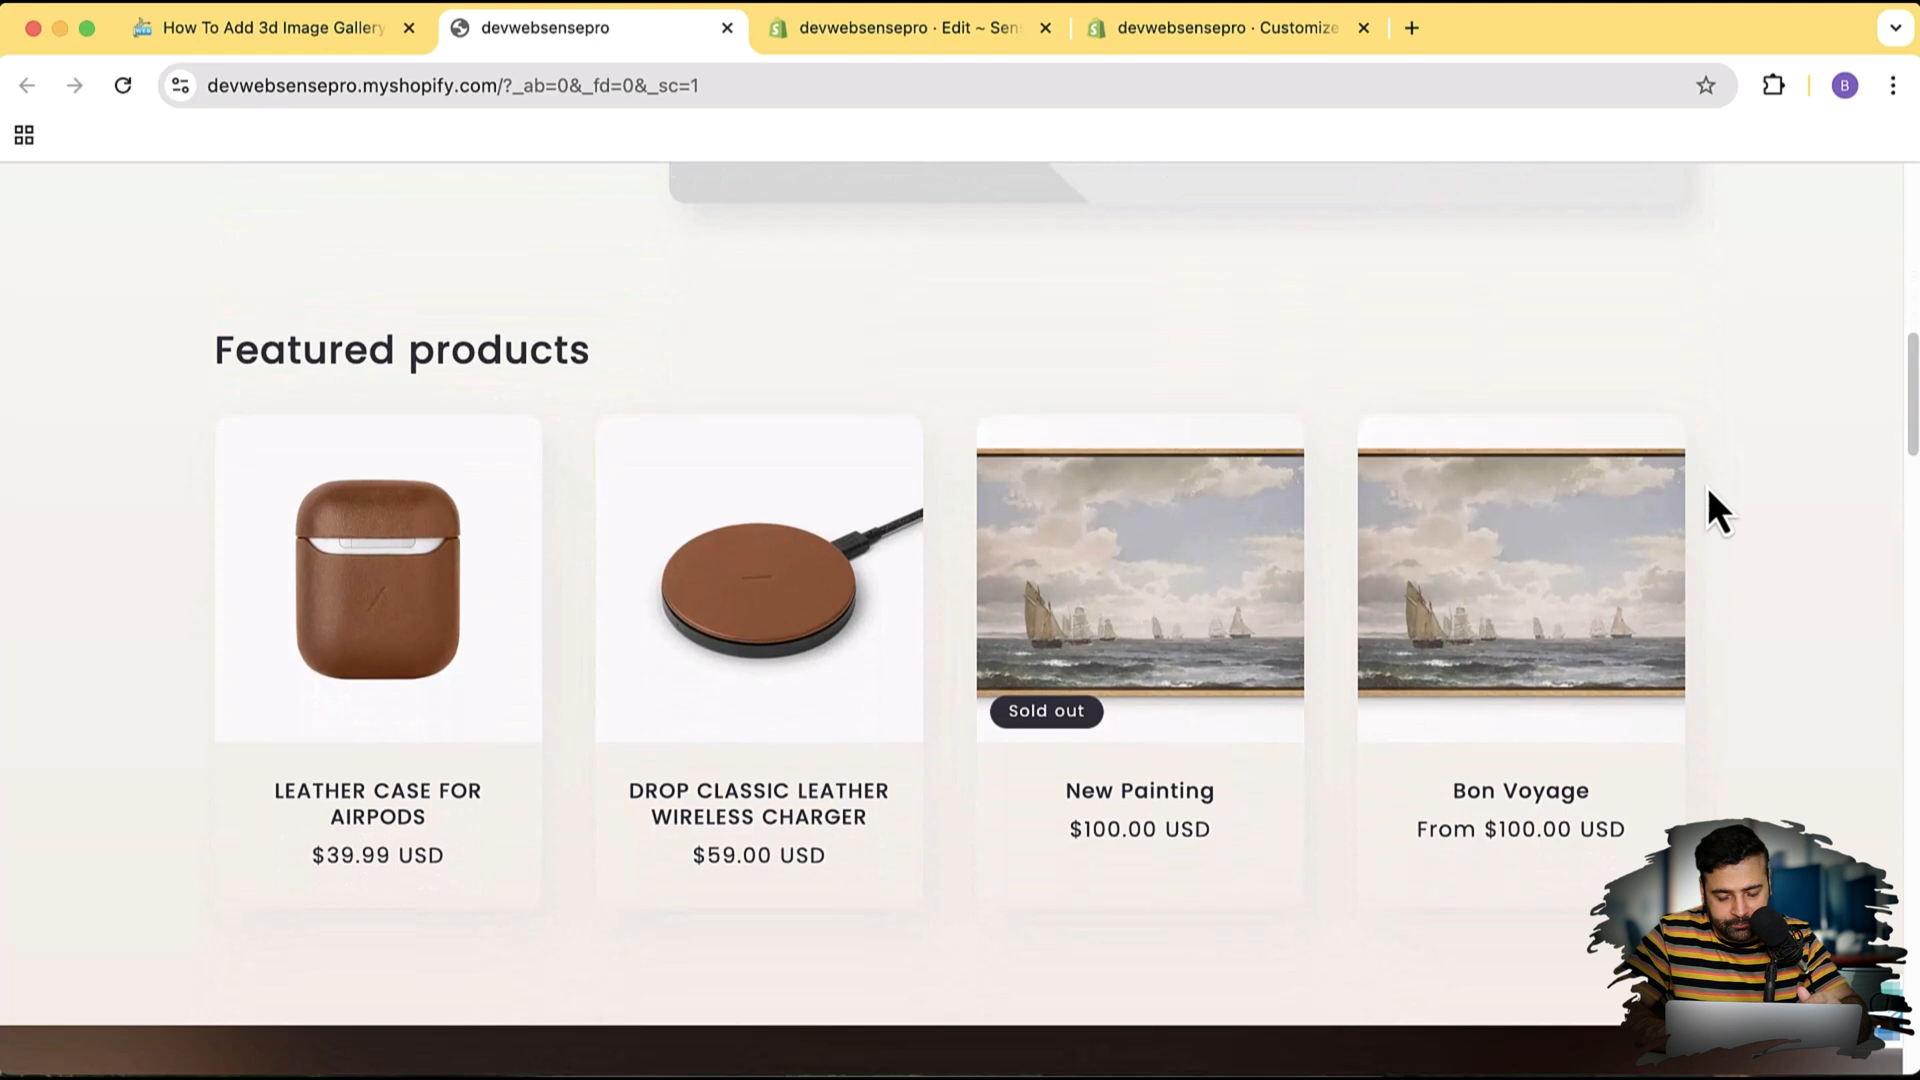 How To Add 3d Image Gallery
devwebsensepro
devwebsensepro · Edit ~ Sen
devwebsensepro · Customize
devwebsensepro.myshopify.com/?_ab=0&_fd=0&_sc=1
B
Featured products
Sold out
LEATHER CASE FOR
AIRPODS
$39.99 USD
DROP CLASSIC LEATHER
WIRELESS CHARGER
$59.00 USD
New Painting
$100.00 USD
Bon Voyage
From $100.00 USD